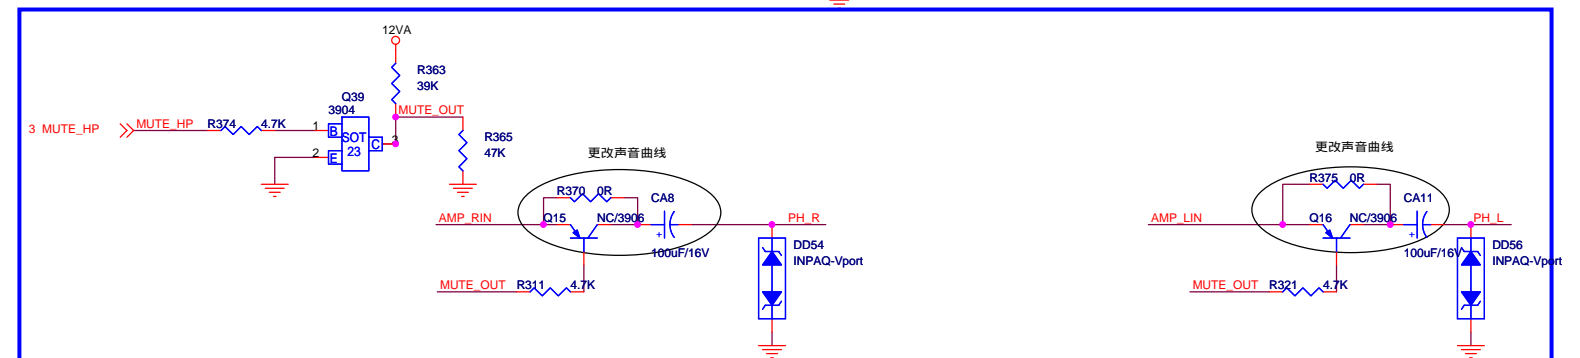 12VA
R363
39K
Q39
3904
MUTE_OUT
3 MUTE_HP
MUTE_HP
R374
4.7K
1
B
SOT
23
C
3
2
E
R365
47K
更改声音曲线
R370
0R
CA8
AMP_RIN
Q15
NC/3906
PH_R
+
100uF/16V
DD54
INPAQ-Vport
MUTE_OUT
R311
4.7K
更改声音曲线
R375
0R
CA11
AMP_LIN
Q16
NC/3906
PH_L
+
100uF/16V
DD56
INPAQ-Vport
MUTE_OUT
R321
4.7K